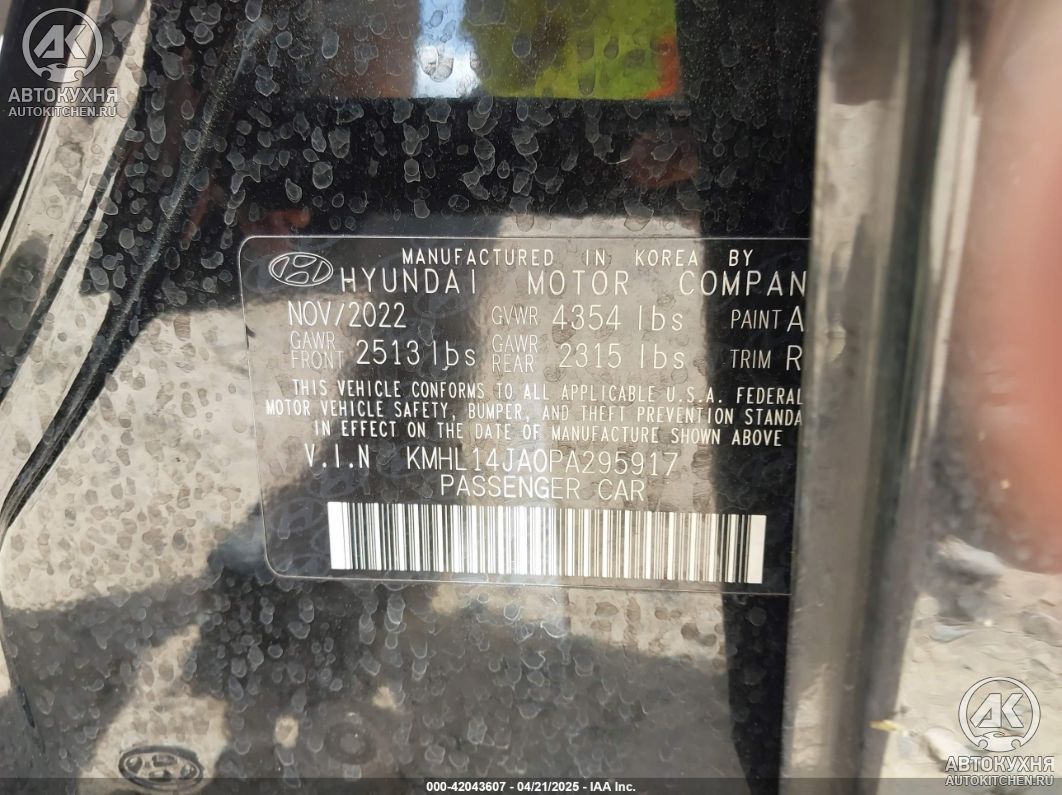 AK
АВТОКУХНЯ
AUTOKITCHEN.RU
MANUFACTURED IN KOREA BY
HYUNDAI MOTOR COMPAN
NOV/2022 GVWR 4354 lbs PAINT A
GAWR FRONT 2513 lbs GAWR REAR 2315 lbs TRIM R
THIS VEHICLE CONFORMS TO ALL APPLICABLE U.S.A. FEDERAL
MOTOR VEHICLE SAFETY, BUMPER, AND THEFT PREVENTION STANDA
IN EFFECT ON THE DATE OF MANUFACTURE SHOWN ABOVE
V.I.N KMHL14JA0PA295917
PASSENGER CAR
AK
АВТОКУХНЯ
AUTOKITCHEN.RU
000-42043607 - 04/21/2025 - IAA Inc.